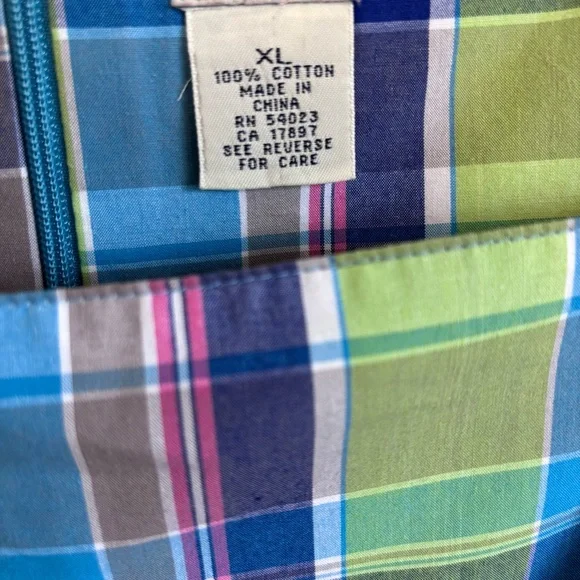 XL
100% COTTON
MADE IN
CHINA
RN 54023
CA 17897
SEE REVERSE
FOR CARE